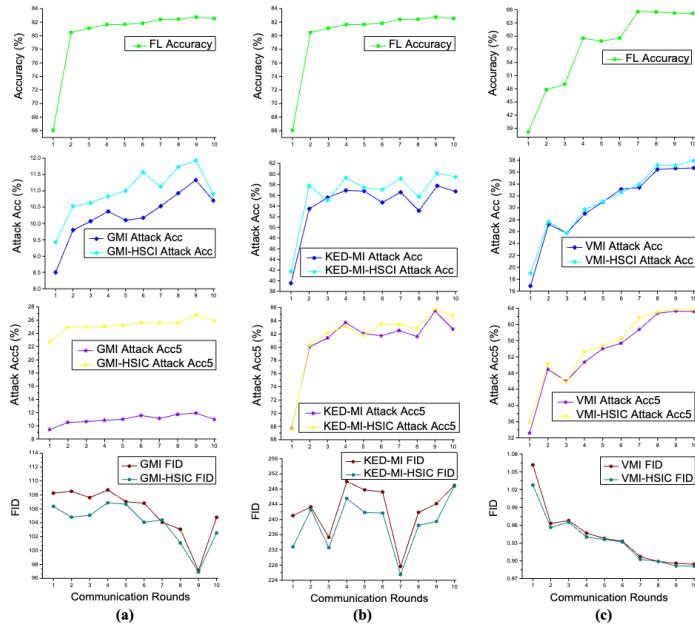 84
82
80
78
76
74
72
70
68
66
Accuracy (%)
FL Accuracy
1 2 3 4 5 6 7 8 9 10
12.0
11.5
11.0
10.5
10.0
9.5
9.0
8.5
8.0
Attack Acc (%)
GMI Attack Acc
GMI-HSCI Attack Acc
1 2 3 4 5 6 7 8 9 10
30
25
20
15
10
5
0
Attack Acc5 (%)
GMI Attack Acc5
GMI-HSIC Attack Acc5
1 2 3 4 5 6 7 8 9 10
114
112
110
108
106
104
102
100
98
96
FID
GMI FID
GMI-HSIC FID
1 2 3 4 5 6 7 8 9 10
Communication Rounds
(a)
84
82
80
78
76
74
72
70
68
66
Accuracy (%)
FL Accuracy
1 2 3 4 5 6 7 8 9 10
62
60
58
56
54
52
50
48
46
44
42
40
38
Attack Acc (%)
KED-MI Attack Acc
KED-MI-HSCI Attack Acc
1 2 3 4 5 6 7 8 9 10
86
84
82
80
78
76
74
72
70
68
66
Attack Acc5 (%)
KED-MI Attack Acc5
KED-MI-HSIC Attack Acc5
1 2 3 4 5 6 7 8 9 10
256
252
248
244
240
236
232
228
224
FID
KED-MI FID
KED-MI-HSIC FID
1 2 3 4 5 6 7 8 9 10
Communication Rounds
(b)
66
63
60
57
54
51
48
45
42
39
Accuracy (%)
FL Accuracy
1 2 3 4 5 6 7 8 9 10
38
36
34
32
30
28
26
24
22
20
18
16
Attack Acc (%)
VMI Attack Acc
VMI-HSCI Attack Acc
1 2 3 4 5 6 7 8 9 10
64
60
56
52
48
44
40
36
32
Attack Acc5 (%)
VMI Attack Acc5
VMI-HSIC Attack Acc5
1 2 3 4 5 6 7 8 9 10
1.08
1.05
1.02
0.99
0.96
0.93
0.90
0.87
FID
VMI FID
VMI-HSIC FID
1 2 3 4 5 6 7 8 9 10
Communication Rounds
(c)